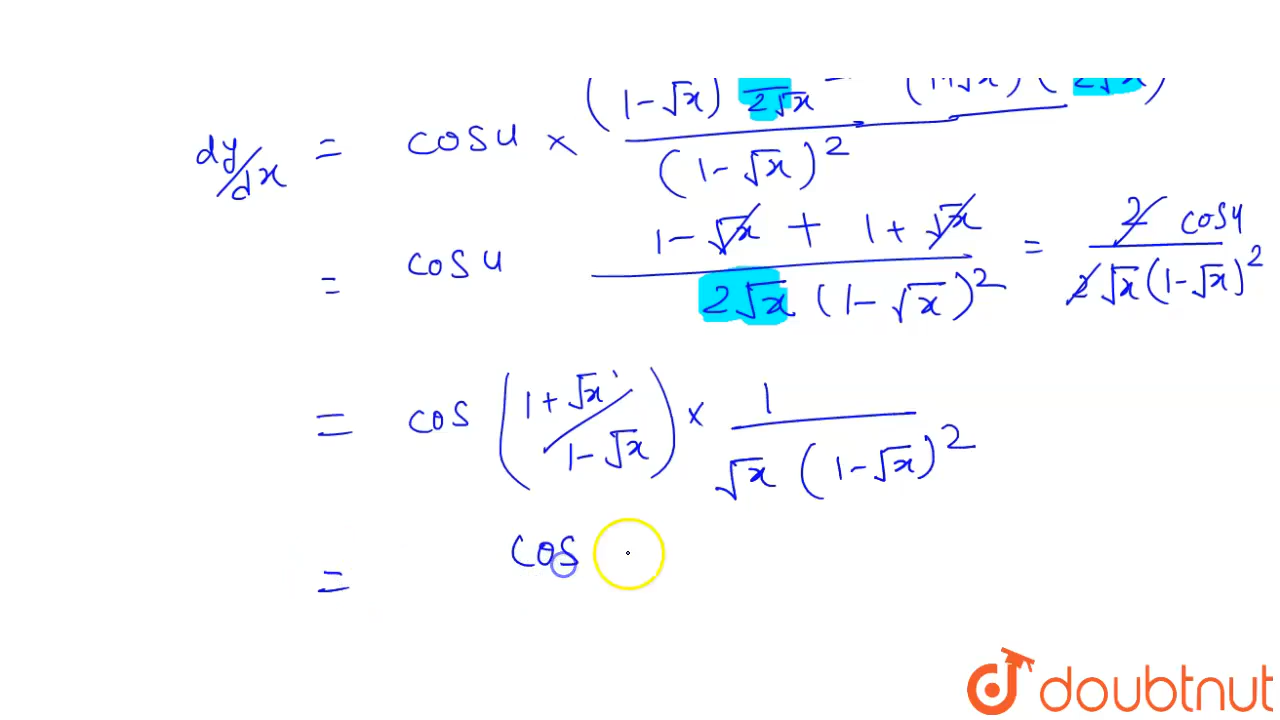 (1-√x) 1/2√x - (1+√x)( 2√x)
dy/dx = cos u × ───────────
(1-√x)²
= cos u (1-√x + 1+√x) / (2√x (1-√x)²) = 2 cos u / (2√x(1-√x)²)
= cos ((1+√x)/(1-√x)) × 1/(√x (1-√x)²)
= cos
doubtnut